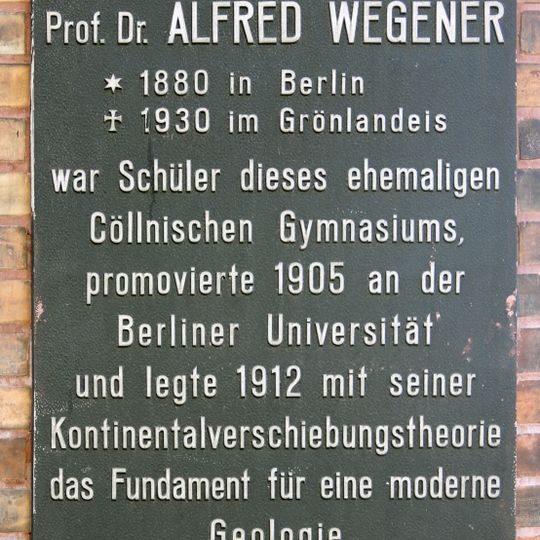 Prof. Dr. ALFRED WEGENER
✶ 1880 in Berlin
✝ 1930 im Grönlandeis
war Schüler dieses ehemaligen
Cöllnischen Gymnasiums,
promovierte 1905 an der
Berliner Universität
und legte 1912 mit seiner
Kontinentalverschiebungstheorie
das Fundament für eine moderne
Geologie